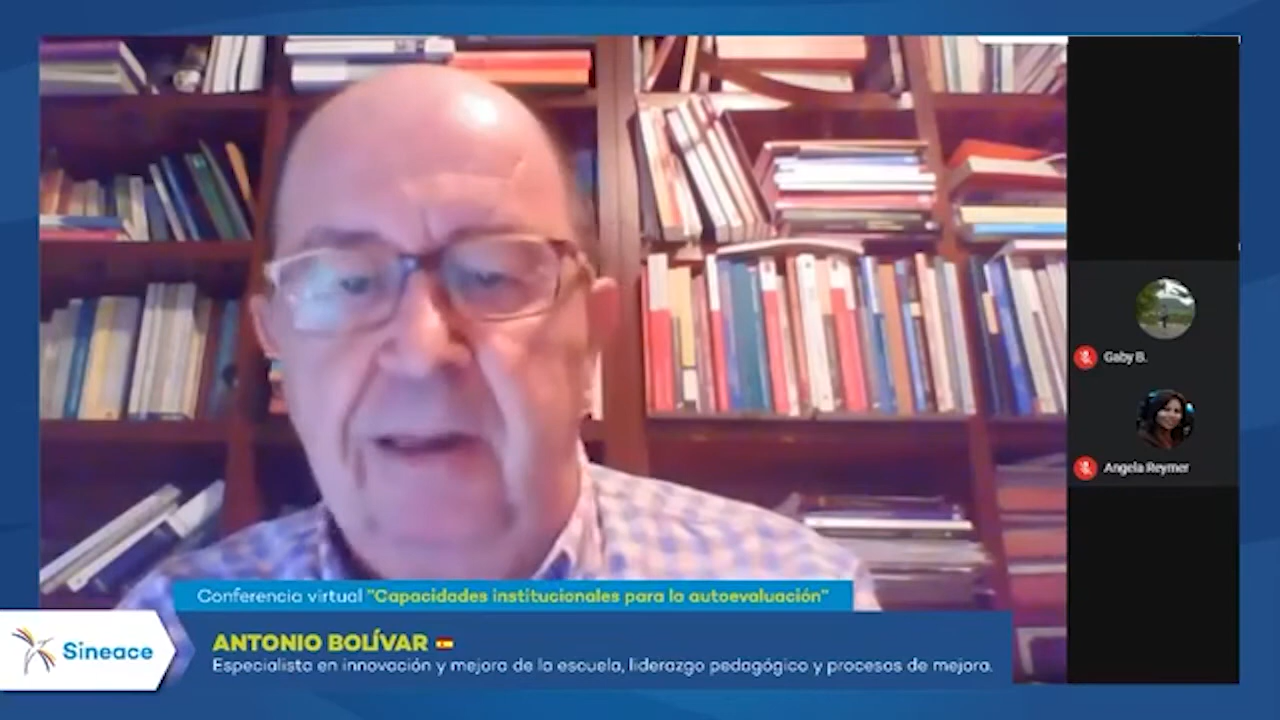 Gaby B.
Angela Reymer
Conferencia virtual "Capacidades institucionales para la autoevaluación"
Sineace
ANTONIO BOLÍVAR
Especialista en innovación y mejora de la escuela, liderazgo pedagógico y procesos de mejora.